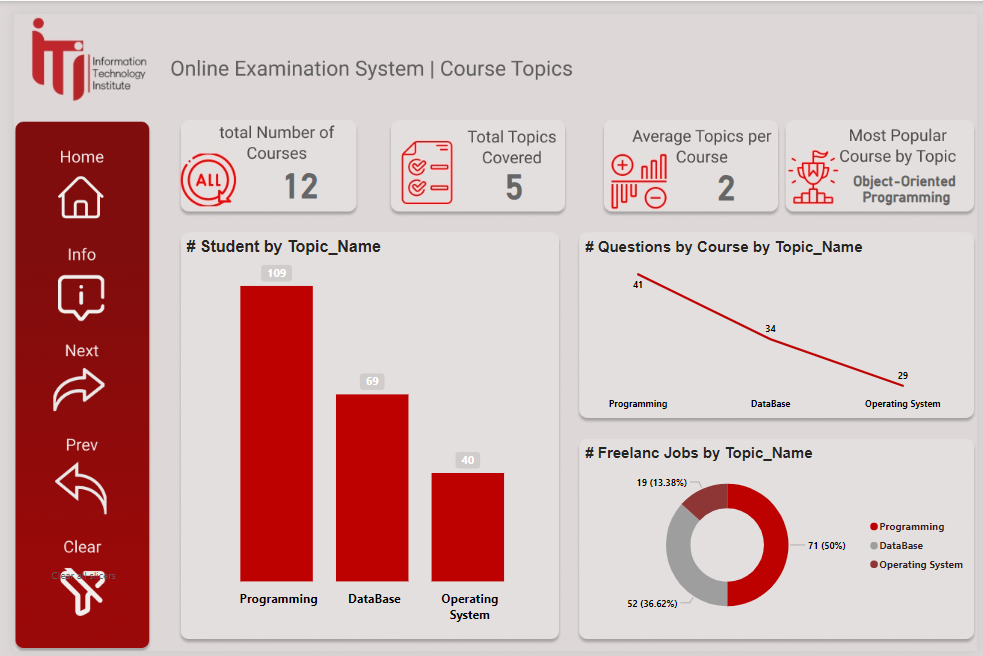 iTi
Information
Technology
Institute
Online Examination System | Course Topics
Home
Info
i
Next
Prev
Clear
Clear all slicers
total Number of
Courses
ALL
12
Total Topics
Covered
5
Average Topics per
Course
2
Most Popular
Course by Topic
W
Object-Oriented
Programming
# Student by Topic_Name
109
69
40
Programming
DataBase
Operating
System
# Questions by Course by Topic_Name
41
34
29
Programming
DataBase
Operating System
# Freelanc Jobs by Topic_Name
19 (13.38%)
71 (50%)
52 (36.62%)
Programming
DataBase
Operating System